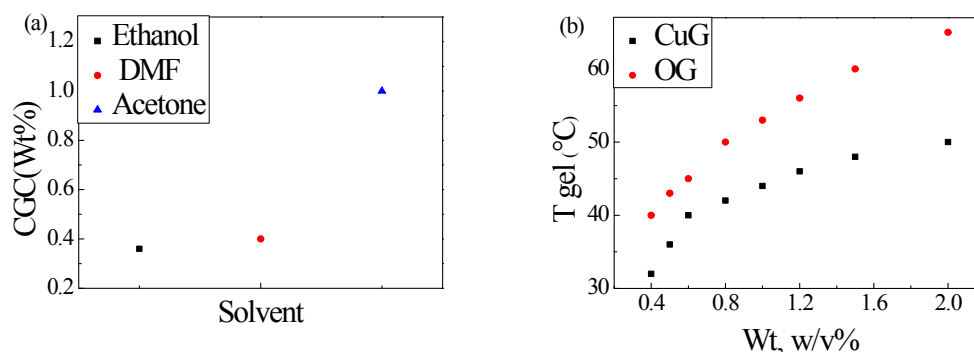 (a)
Ethanol
DMF
Acetone
1.2
1.0
0.8
0.6
0.4
0.2
CGC(Wt%)
Solvent
(b)
CuG
OG
60
50
40
30
T gel (°C)
0.4 0.8 1.2 1.6 2.0
Wt, w/v%